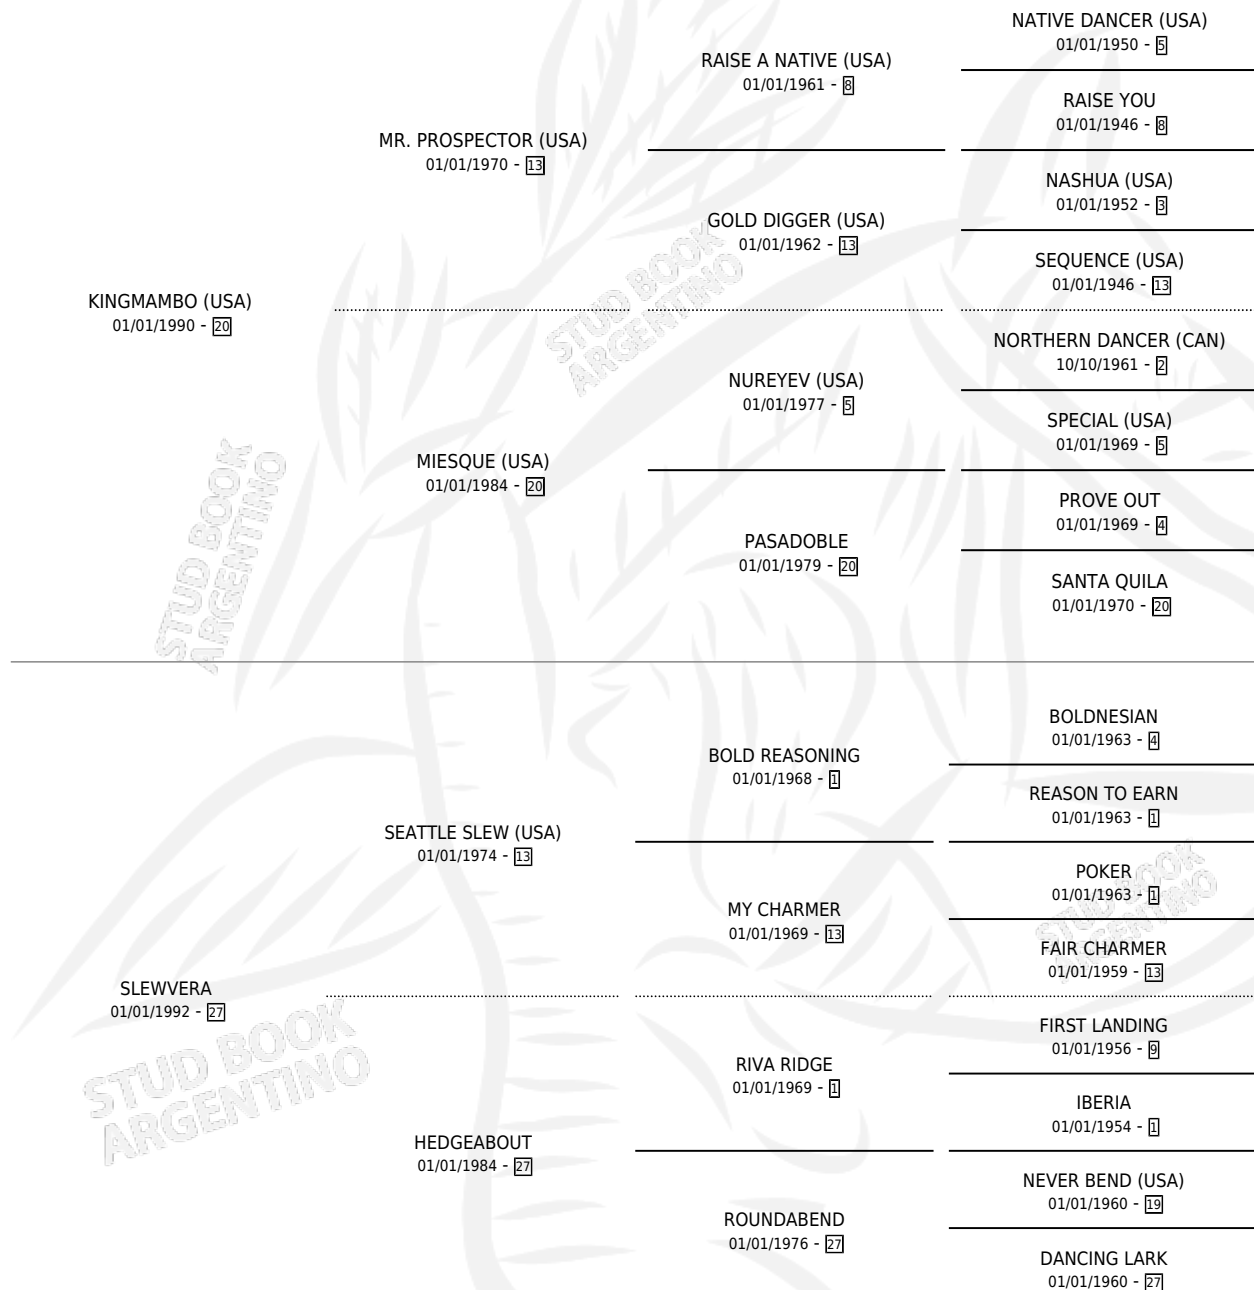 NATIVE DANCER (USA)
01/01/1950 - 5
RAISE A NATIVE (USA)
01/01/1961 - 8
RAISE YOU
01/01/1946 - 8
MR. PROSPECTOR (USA)
01/01/1970 - 13
NASHUA (USA)
01/01/1952 - 3
GOLD DIGGER (USA)
01/01/1962 - 13
SEQUENCE (USA)
01/01/1946 - 13
KINGMAMBO (USA)
01/01/1990 - 20
NORTHERN DANCER (CAN)
10/10/1961 - 2
NUREYEV (USA)
01/01/1977 - 5
SPECIAL (USA)
01/01/1969 - 5
MIESQUE (USA)
01/01/1984 - 20
PROVE OUT
01/01/1969 - 4
PASADOBLE
01/01/1979 - 20
SANTA QUILA
01/01/1970 - 20
BOLDNESIAN
01/01/1963 - 4
BOLD REASONING
01/01/1968 - 1
REASON TO EARN
01/01/1963 - 1
SEATTLE SLEW (USA)
01/01/1974 - 13
POKER
01/01/1963 - 1
MY CHARMER
01/01/1969 - 13
FAIR CHARMER
01/01/1959 - 13
SLEWVERA
01/01/1992 - 27
FIRST LANDING
01/01/1956 - 9
RIVA RIDGE
01/01/1969 - 1
IBERIA
01/01/1954 - 1
HEDGEABOUT
01/01/1984 - 27
NEVER BEND (USA)
01/01/1960 - 19
ROUNDABEND
01/01/1976 - 27
DANCING LARK
01/01/1960 - 27
STUD BOOK
ARGENTINO
STUD BOOK
ARGENTINO
STUD BOOK
ARGENTINO
STUD BOOK
ARGENTINO